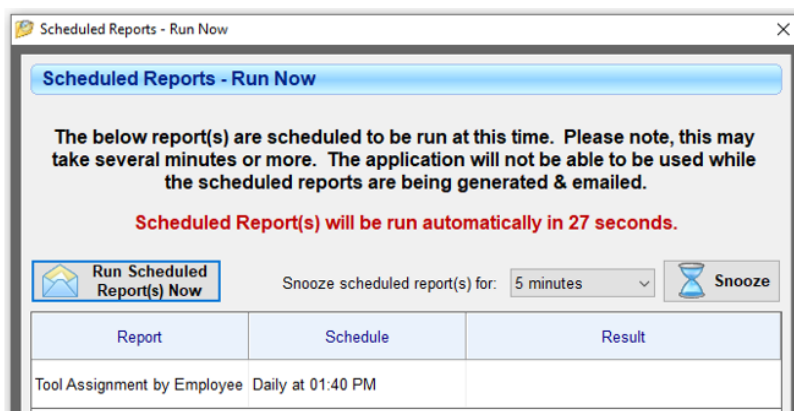 Scheduled Reports - Run Now
Scheduled Reports - Run Now
The below report(s) are scheduled to be run at this time. Please note, this may
take several minutes or more. The application will not be able to be used while
the scheduled reports are being generated & emailed.
Scheduled Report(s) will be run automatically in 27 seconds.
Run Scheduled
Report(s) Now
Snooze scheduled report(s) for: 5 minutes Snooze
Report Schedule Result
Tool Assignment by Employee Daily at 01:40 PM